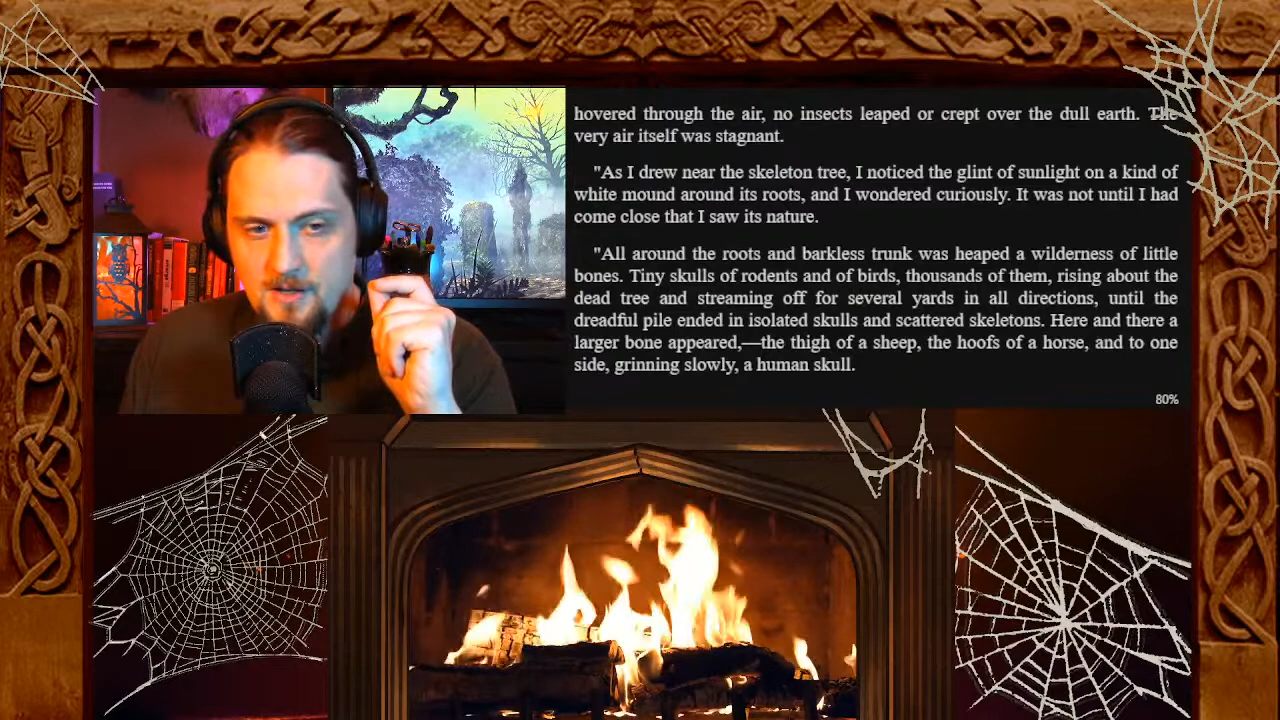 hovered through the air, no insects leaped or crept over the dull earth. The
very air itself was stagnant.
"As I drew near the skeleton tree, I noticed the glint of sunlight on a kind of
white mound around its roots, and I wondered curiously. It was not until I had
come close that I saw its nature.
"All around the roots and barkless trunk was heaped a wilderness of little
bones. Tiny skulls of rodents and of birds, thousands of them, rising about the
dead tree and streaming off for several yards in all directions, until the
dreadful pile ended in isolated skulls and scattered skeletons. Here and there a
larger bone appeared,—the thigh of a sheep, the hoofs of a horse, and to one
side, grinning slowly, a human skull.
80%